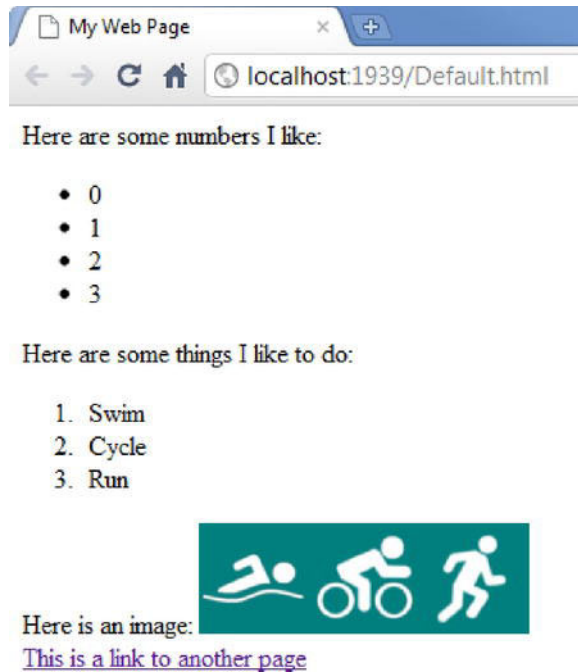 My Web Page
localhost:1939/Default.html
Here are some numbers I like:
0
1
2
3
Here are some things I like to do:
1. Swim
2. Cycle
3. Run
Here is an image:
This is a link to another page